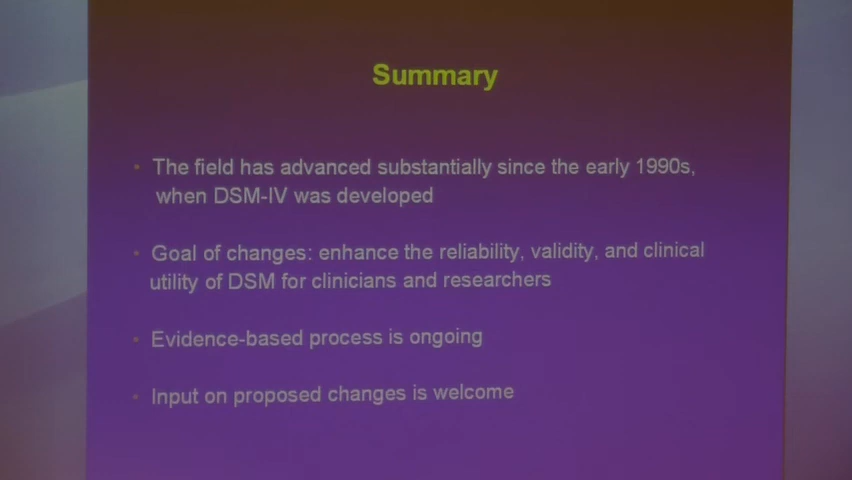 Summary
• The field has advanced substantially since the early 1990s,
when DSM-IV was developed
• Goal of changes: enhance the reliability, validity, and clinical
utility of DSM for clinicians and researchers
• Evidence-based process is ongoing
• Input on proposed changes is welcome